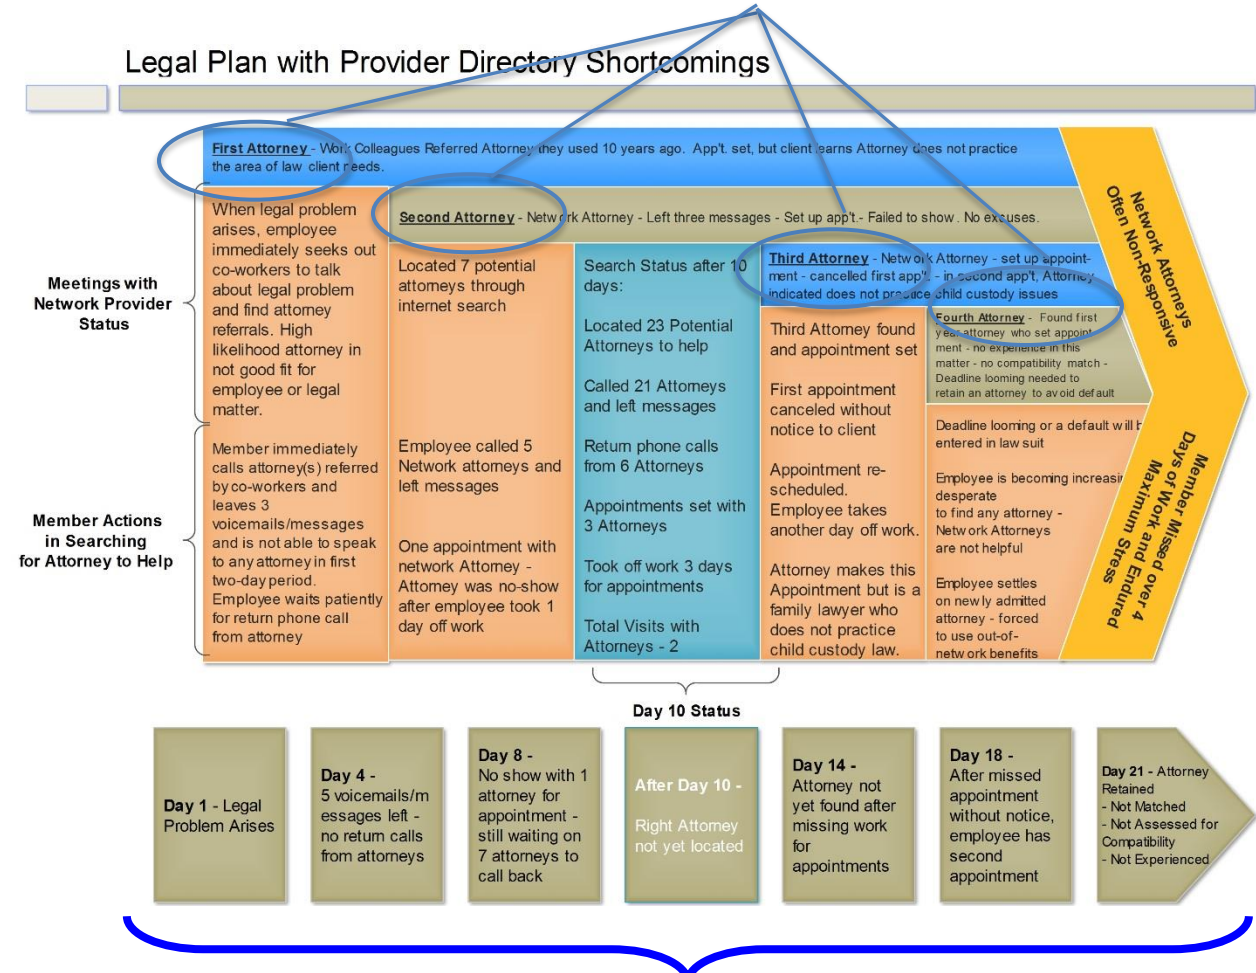 Legal Plan with Provider Directory Shortcomings
First Attorney - Work Colleagues Referred Attorney they used 10 years ago. App't. set, but client learns Attorney does not practice
the area of law client needs.
Second Attorney - Network Attorney - Left three messages - Set up app't.- Failed to show. No excuses.
Third Attorney - Network Attorney - set up appoint-
ment - cancelled first app't. - in second app't, Attorney
indicated does not practice child custody issues
Fourth Attorney - Found first
year attorney who set appoint-
ment - no experience in this
matter - no compatibility match -
Deadline looming needed to
retain an attorney to avoid default
Network Attorneys
Often Non-Responsive
Member Missed over 4
Days of Work and Endured
Maximum Stress
Meetings with
Network Provider
Status
Member Actions
in Searching
for Attorney to Help
When legal problem
arises, employee
immediately seeks out
co-workers to talk
about legal problem
and find attorney
referrals. High
likelihood attorney in
not good fit for
employee or legal
matter.
Member immediately
calls attorney(s) referred
by co-workers and
leaves 3
voicemails/messages
and is not able to speak
to any attorney in first
two-day period.
Employee waits patiently
for return phone call
from attorney
Located 7 potential
attorneys through
internet search
Employee called 5
Network attorneys and
left messages
One appointment with
network Attorney -
Attorney was no-show
after employee took 1
day off work
Search Status after 10
days:
Located 23 Potential
Attorneys to help
Called 21 Attorneys
and left messages
Return phone calls
from 6 Attorneys
Appointments set with
3 Attorneys
Took off work 3 days
for appointments
Total Visits with
Attorneys - 2
Third Attorney found
and appointment set
First appointment
canceled without
notice to client
Appointment re-
scheduled.
Employee takes
another day off work.
Attorney makes this
Appointment but is a
family lawyer who
does not practice
child custody law.
Deadline looming or a default will
entered in law suit
Employee is becoming
desperate
to find any attorney -
Network Attorneys
are not helpful
Employee settles
on newly admitted
attorney - forced
to use out-of-
network benefits
Day 10 Status
Day 1 - Legal
Problem Arises
Day 4 -
5 voicemails/m
essages left -
no return calls
from attorneys
Day 8 -
No show with 1
attorney for
appointment -
still waiting on
7 attorneys to
call back
After Day 10 -
Right Attorney
not yet located
Day 14 -
Attorney not
yet found after
missing work
for
appointments
Day 18 -
After missed
appointment
without notice,
employee has
second
appointment
Day 21 - Attorney
Retained
- Not Matched
- Not Assessed for
Compatibility
- Not Experienced